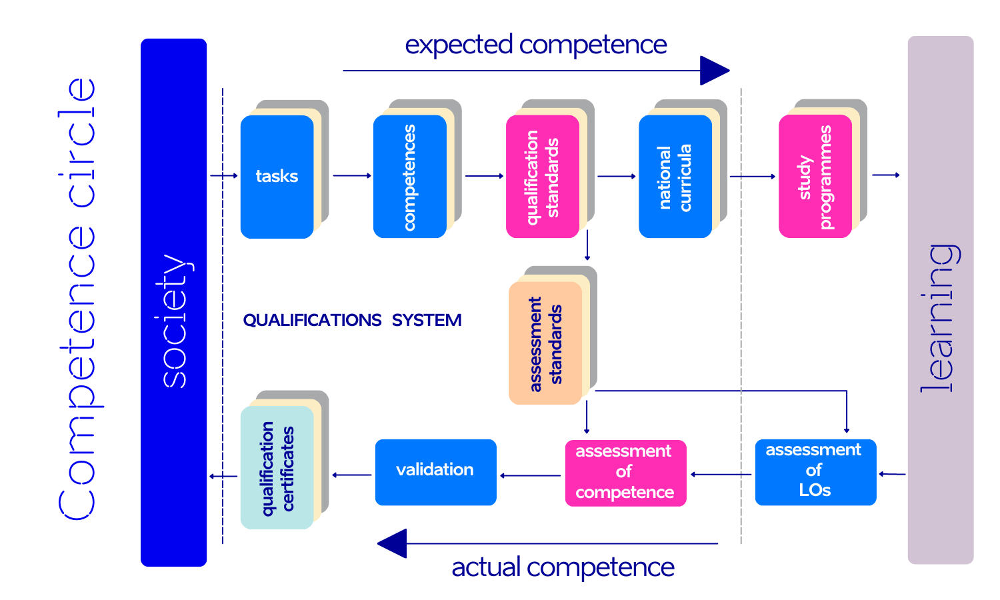 Competence circle
society
expected competence
tasks
competences
qualification
standards
national
curricula
study
programmes
learning
QUALIFICATIONS SYSTEM
assessment
standards
qualification
certificates
validation
assessment
of
competence
assessment
of
LOs
actual competence